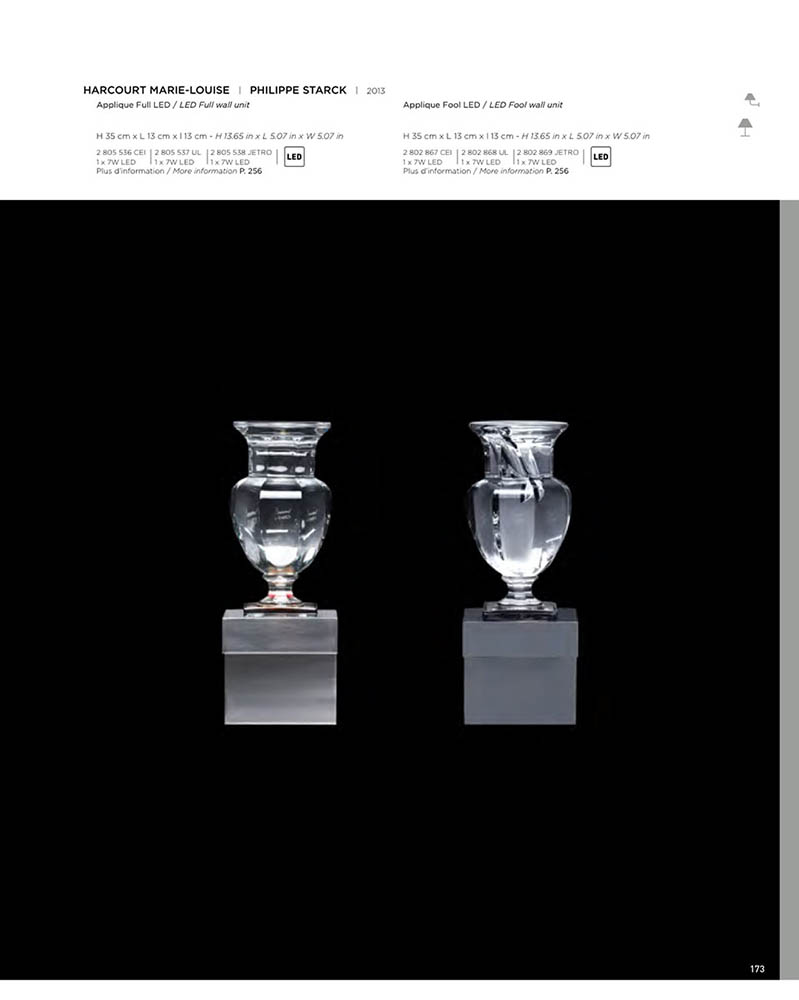 HARCOURT MARIE-LOUISE | PHILIPPE STARCK | 2013
Applique Full LED / LED Full wall unit
H 35 cm x L 13 cm x l 13 cm - H 13.65 in x L 5.07 in x W 5.07 in
2 805 536 CEI | 2 805 537 UL | 2 805 538 JETRO |
1 x 7W LED | 1 x 7W LED | 1 x 7W LED
LED
Plus d'information / More information P. 256
Applique Fool LED / LED Fool wall unit
H 35 cm x L 13 cm x l 13 cm - H 13.65 in x L 5.07 in x W 5.07 in
2 802 867 CEI | 2 802 868 UL | 2 802 869 JETRO |
1 x 7W LED | 1 x 7W LED | 1 x 7W LED
LED
Plus d'information / More information P. 256
173